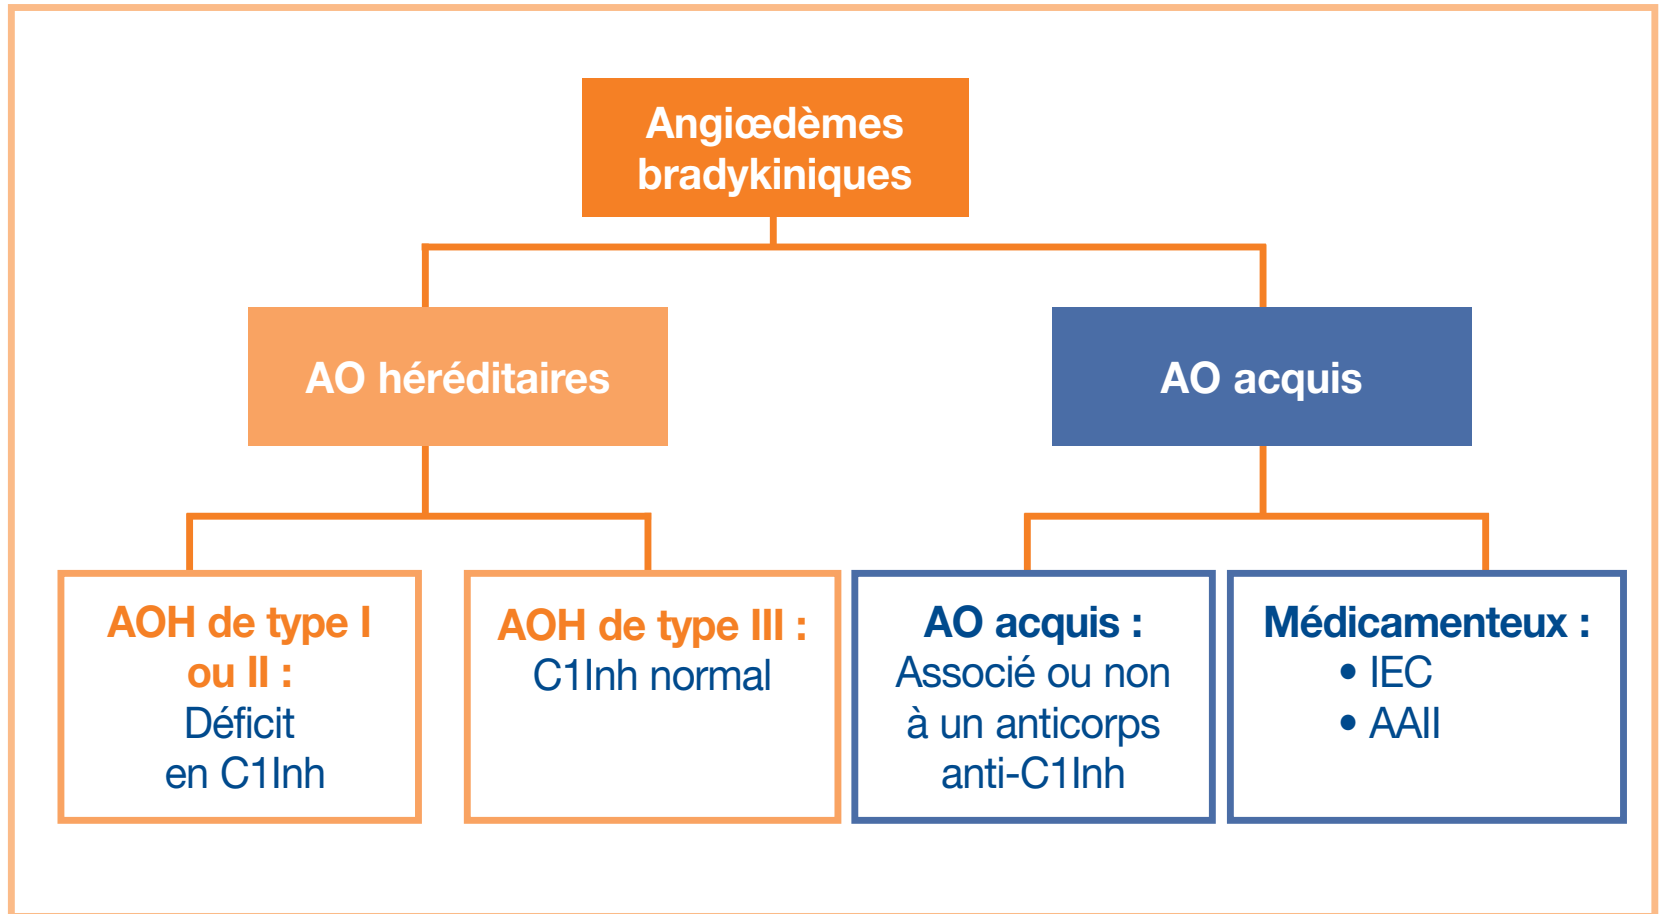 Angiœdèmes
bradykiniques
AO héréditaires
AO acquis
AOH de type I
ou II :
Déficit
en C1Inh
AOH de type III :
C1Inh normal
AO acquis :
Associé ou non
à un anticorps
anti-C1Inh
Médicamenteux :
• IEC
• AAII